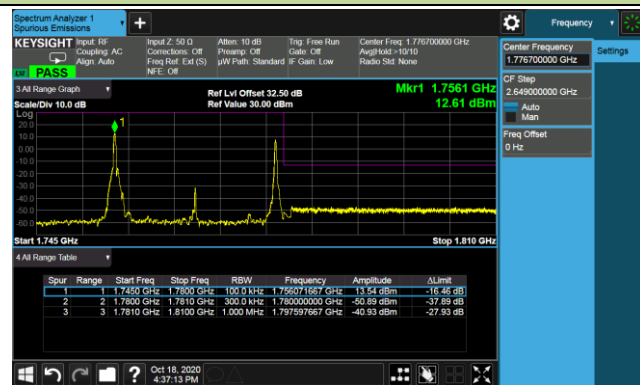 Spectrum Analyzer 1
Spurious Emissions
Frequency
KEYSIGHT
Input: RF
Coupling: AC
Align: Auto
Input Z: 50 Ω
Corrections: Off
Freq Ref: Ext (S)
NFE: Off
Atten: 10 dB
Preamp: Off
µW Path: Standard
Trig: Free Run
Gate: Off
IF Gain: Low
Center Freq: 1.776700000 GHz
Avg|Hold:>10/10
Radio Std: None
PASS
Center Frequency
1.776700000 GHz
Settings
CF Step
2.649000000 GHz
Auto
Man
Freq Offset
0 Hz
3 All Range Graph
Scale/Div 10.0 dB
Ref Lvl Offset 32.50 dB
Ref Value 30.00 dBm
Mkr1 1.7561 GHz
12.61 dBm
Log
1
20.0
10.0
0.00
-10.0
-20.0
-30.0
-40.0
-50.0
-60.0
Start 1.745 GHz
Stop 1.810 GHz
4 All Range Table
Spur Range Start Freq Stop Freq RBW Frequency Amplitude ΔLimit
1 1 1.7450 GHz 1.7800 GHz 100.0 kHz 1.756071667 GHz 13.54 dBm -16.46 dB
2 2 1.7800 GHz 1.7810 GHz 300.0 kHz 1.780000000 GHz -50.89 dBm -37.89 dB
3 3 1.7810 GHz 1.8100 GHz 1.000 MHz 1.797597667 GHz -40.93 dBm -27.93 dB
Oct 18, 2020
4:37:13 PM